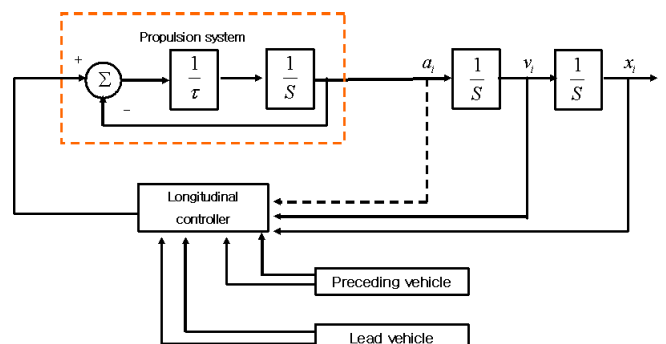 Propulsion system
+
Σ
−
1
τ
1
S
a_i
1
S
v_i
1
S
x_i
Longitudinal
controller
Preceding vehicle
Lead vehicle